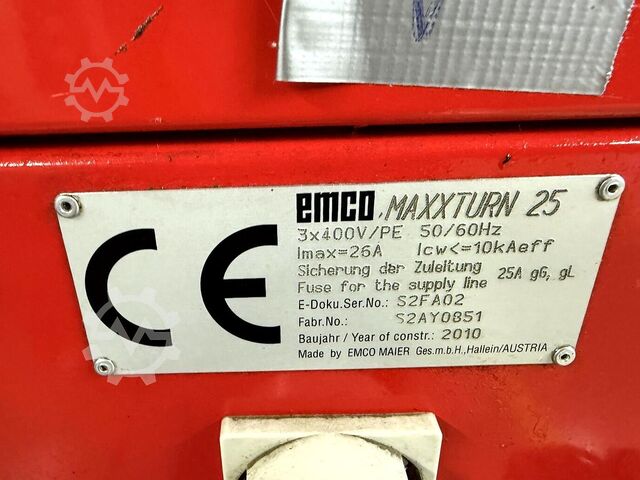 CE
emco MAXXTURN 25
3x400V/PE 50/60Hz
Imax=26A Icw<=10kAeff
Sicherung der Zuleitung
Fuse for the supply line 25A gG, gL
E-Doku.Ser.No.: S2FA02
Fabr.No.: S2AY0851
Baujahr / Year of constr.: 2010
Made by EMCO MAIER Ges.m.b.H.,Hallein/AUSTRIA